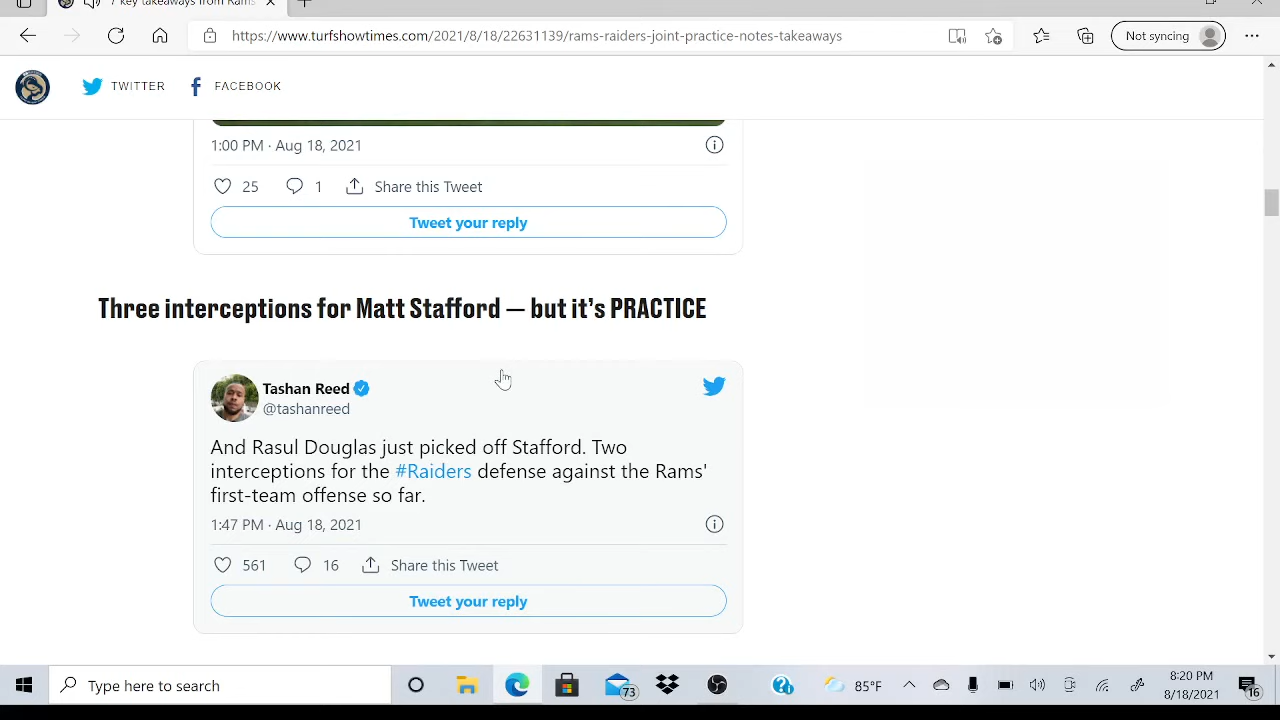 7 key takeaways from Rams
https://www.turfshowtimes.com/2021/8/18/22631139/rams-raiders-joint-practice-notes-takeaways
Not syncing
TWITTER
FACEBOOK
1:00 PM · Aug 18, 2021
25
1
Share this Tweet
Tweet your reply
Three interceptions for Matt Stafford — but it's PRACTICE
Tashan Reed
@tashanreed
And Rasul Douglas just picked off Stafford. Two
interceptions for the #Raiders defense against the Rams'
first-team offense so far.
1:47 PM · Aug 18, 2021
561
16
Share this Tweet
Tweet your reply
Type here to search
73
85°F
8:20 PM
8/18/2021
16